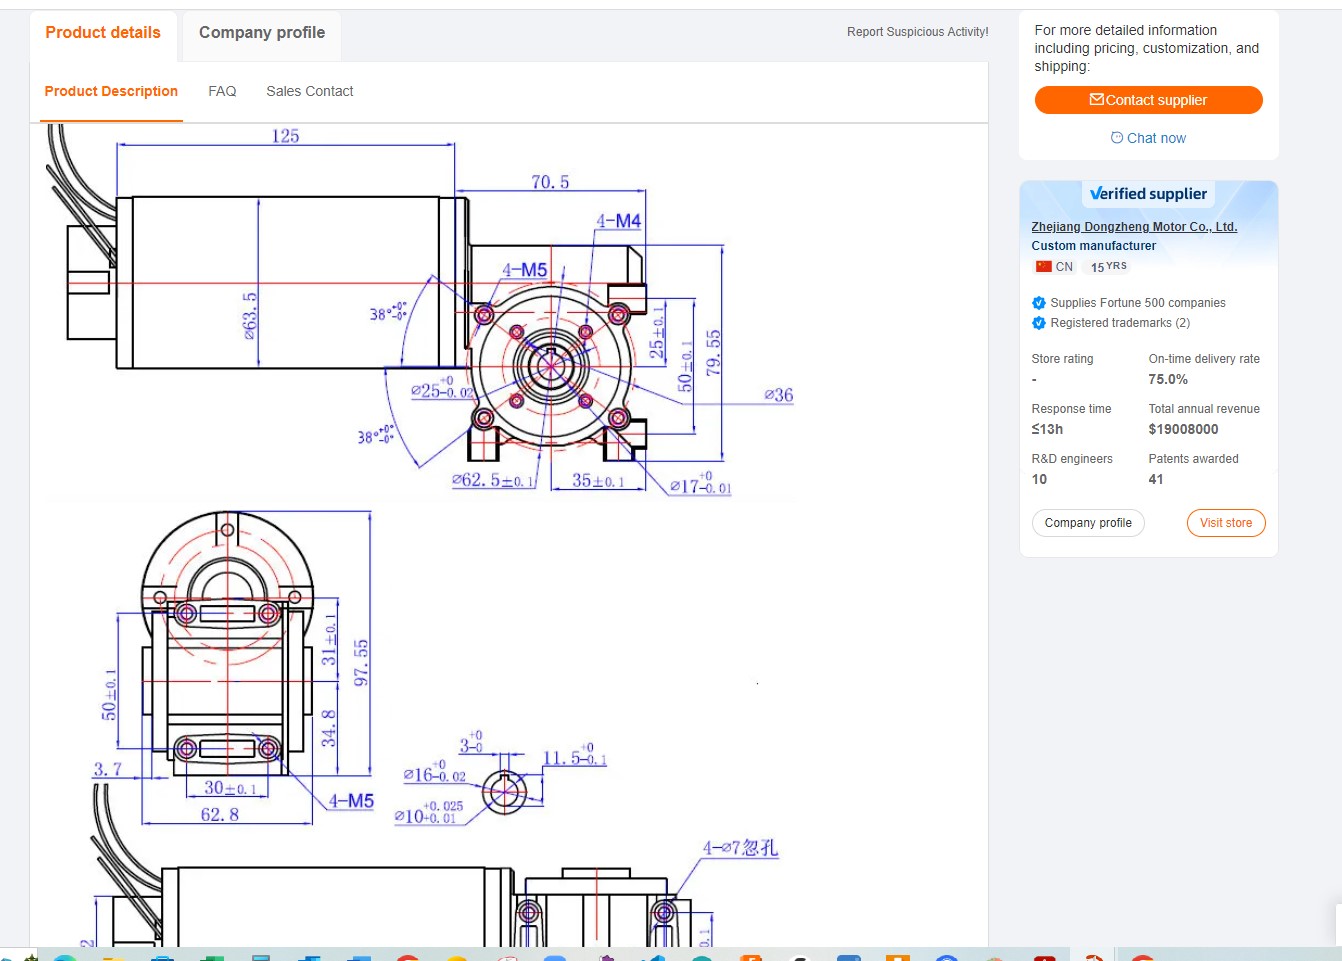 Product details
Company profile
Report Suspicious Activity!
Product Description
FAQ
Sales Contact
125
70.5
4-M4
4-M5
38°+0°-0°
⌀63.5
25±0.1
50±0.1
79.55
⌀25+0-0.02
⌀36
38°+0°-0°
⌀62.5±0.1
35±0.1
⌀17+0-0.01
31±0.1
97.55
50±0.1
34.8
3.7
30±0.1
4-M5
62.8
3+0-0
11.5+0-0.1
⌀16+0-0.02
⌀10+0.025+0.01
4-⌀7忽孔
For more detailed information
including pricing, customization, and
shipping:
Contact supplier
Chat now
Verified supplier
Zhejiang Dongzheng Motor Co., Ltd.
Custom manufacturer
CN
15 YRS
Supplies Fortune 500 companies
Registered trademarks (2)
Store rating
On-time delivery rate
-
75.0%
Response time
Total annual revenue
≤13h
$19008000
R&D engineers
Patents awarded
10
41
Company profile
Visit store